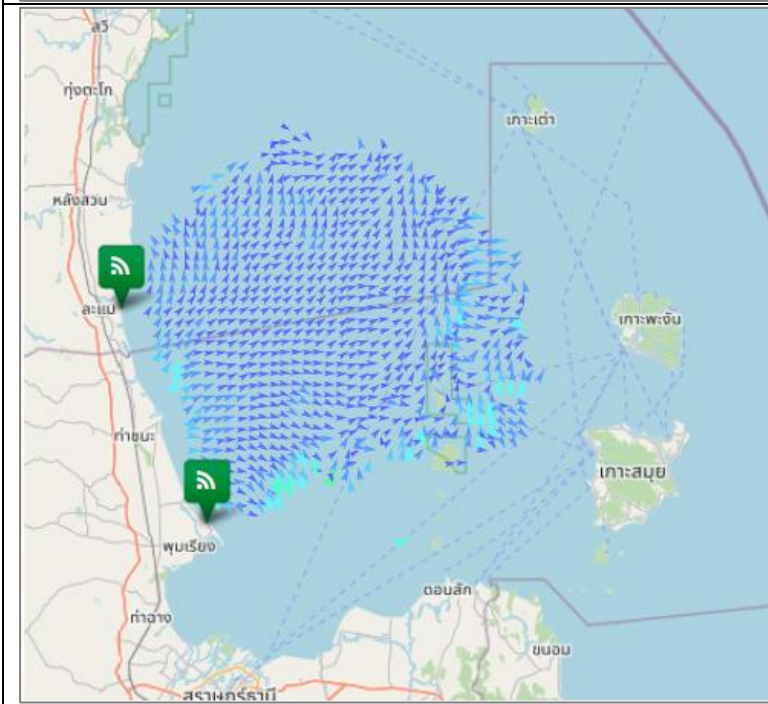 สวี
ทุ่งตะโก
เกาะเต่า
หลังสวน
ละแม
เกาะพะงัน
ท่าชนะ
เกาะสมุย
พุมเรียง
ดอนสัก
ท่าฉาง
ขนอม
สุราษฎร์ธานี